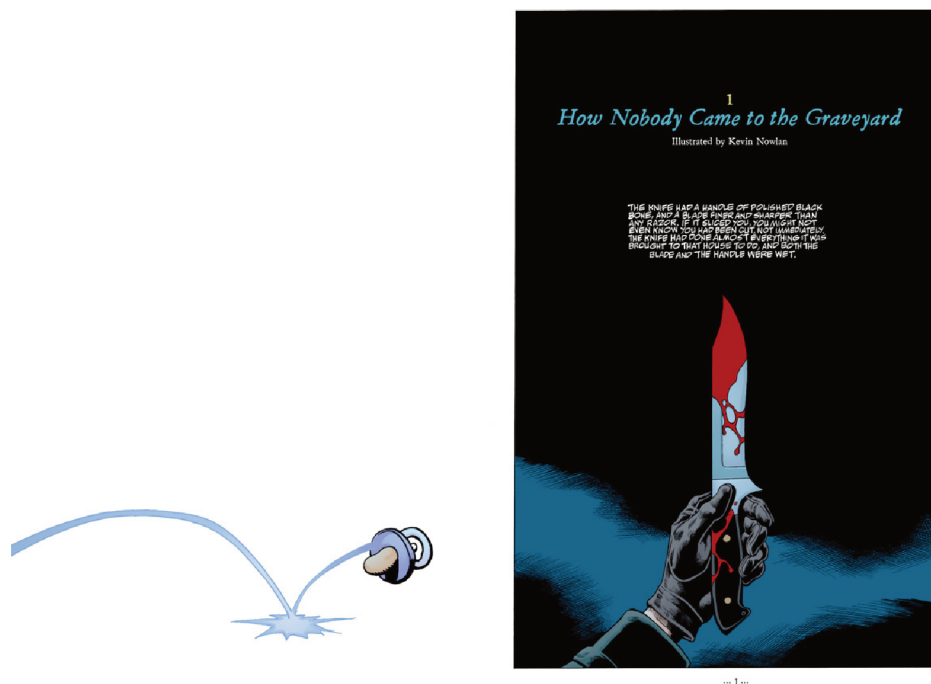 1
How Nobody Came to the Graveyard
Illustrated by Kevin Nowlan
THE KNIFE HAD A HANDLE OF POLISHED BLACK
BONE, AND A BLADE FINER AND SHARPER THAN
ANY RAZOR. IF IT SLICED YOU, YOU MIGHT NOT
EVEN KNOW YOU HAD BEEN CUT, NOT IMMEDIATELY.
THE KNIFE HAD DONE ALMOST EVERYTHING IT WAS
BROUGHT TO THAT HOUSE TO DO, AND BOTH THE
BLADE AND THE HANDLE WERE WET.
... 1 ...